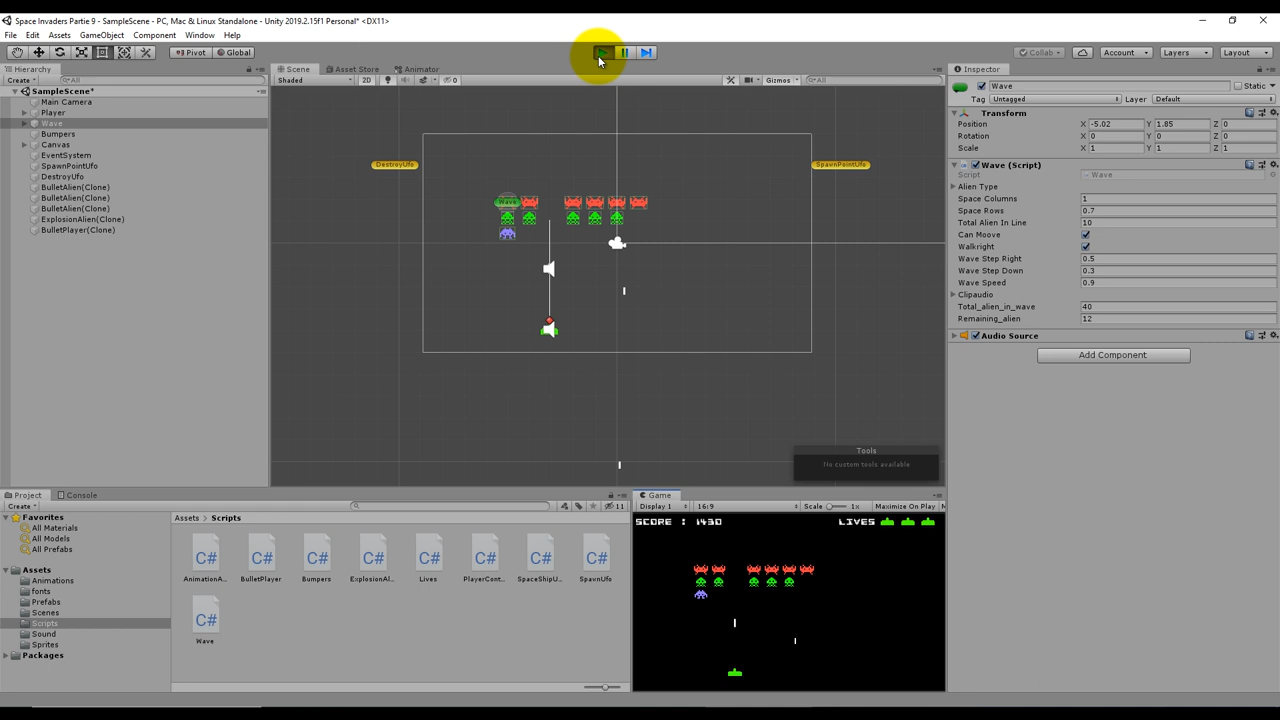 Space Invaders Partie 9 - SampleScene - PC, Mac & Linux Standalone - Unity 2019.2.15f1 Personal* <DX11>
File Edit Assets GameObject Component Window Help
Pivot Global Collab Account Layers Layout
Hierarchy
Create All
SampleScene*
Main Camera
Player
Wave
Bumpers
Canvas
EventSystem
SpawnPointUfo
DestroyUfo
BulletAlien(Clone)
BulletAlien(Clone)
BulletAlien(Clone)
ExplosionAlien(Clone)
BulletPlayer(Clone)
Scene Asset Store Animator
Shaded 2D 0 Gizmos All
DestroyUfo SpawnPointUfo
Wave
Tools
No custom tools available
Inspector
Wave Static
Tag Untagged Layer Default
Transform
Position X -5.02 Y 1.85 Z 0
Rotation X 0 Y 0 Z 0
Scale X 1 Y 1 Z 1
Wave (Script)
Script Wave
Alien Type
Space Columns 1
Space Rows 0.7
Total Alien In Line 10
Can Moove
Walkright
Wave Step Right 0.5
Wave Step Down 0.3
Wave Speed 0.9
Clipaudio
Total_alien_in_wave 40
Remaining_alien 12
Audio Source
Add Component
Project Console
Create 11
Favorites
All Materials
All Models
All Prefabs
Assets
Animations
fonts
Prefabs
Scenes
Scripts
Sound
Sprites
Packages
Assets > Scripts
C# C# C# C# C# C# C# C#
AnimationA... BulletPlayer Bumpers ExplosionAl... Lives PlayerCont... SpaceShipU... SpawnUfo
C#
Wave
Game
Display 1 16:9 Scale 1x Maximize On Play M
SCORE : 1430 LIVES